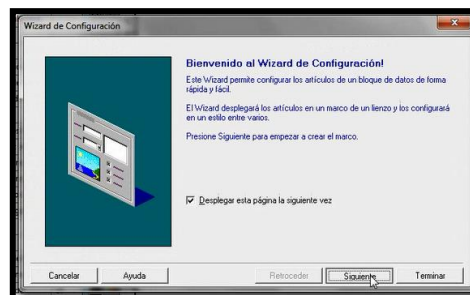 Wizard de Configuración
Bienvenido al Wizard de Configuración!
Este Wizard permite configurar los artículos de un bloque de datos de forma
rápida y fácil.
El Wizard desplegará los artículos en un marco de un lienzo y los configurará
en un estilo entre varios.
Presione Siguiente para empezar a crear el marco.
Desplegar esta página la siguiente vez
Cancelar Ayuda Retroceder Siguiente Terminar